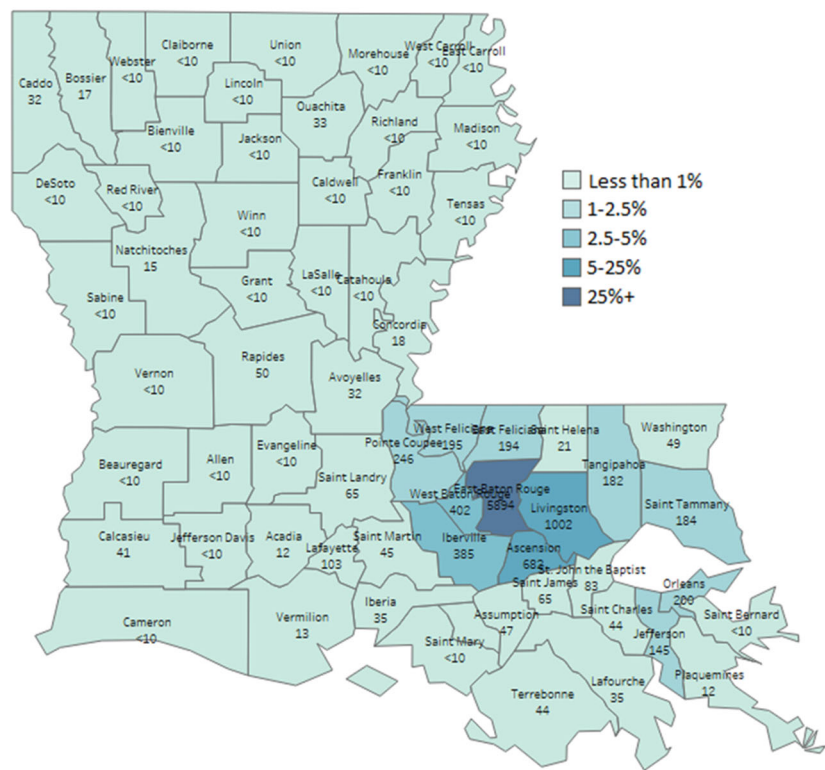 Claiborne
<10
Union
<10
Morehouse
<10
West Carroll
<10
East Carroll
<10
Webster
<10
Bossier
17
Caddo
32
Lincoln
<10
Ouachita
33
Richland
<10
Madison
<10
Bienville
<10
Jackson
<10
Franklin
<10
Caldwell
<10
DeSoto
<10
Red River
<10
Tensas
<10
Winn
<10
Natchitoches
15
Less than 1%
1-2.5%
2.5-5%
5-25%
25%+
Sabine
<10
Grant
<10
LaSalle
<10
Catahoula
<10
Concordia
18
Vernon
<10
Rapides
50
Avoyelles
32
West Feliciana
195
East Feliciana
194
Saint Helena
21
Washington
49
Pointe Coupee
246
Tangipahoa
182
Beauregard
<10
Allen
<10
Evangeline
<10
Saint Landry
65
West Baton Rouge
402
East Baton Rouge
5894
Livingston
1002
Saint Tammany
184
Calcasieu
41
Jefferson Davis
<10
Acadia
12
Lafayette
103
Saint Martin
45
Iberville
385
Ascension
682
St. John the Baptist
83
Saint James
65
Orleans
200
Cameron
<10
Vermilion
13
Iberia
35
Saint Mary
<10
Assumption
47
Saint Charles
44
Jefferson
145
Saint Bernard
<10
Plaquemines
12
Terrebonne
44
Lafourche
35